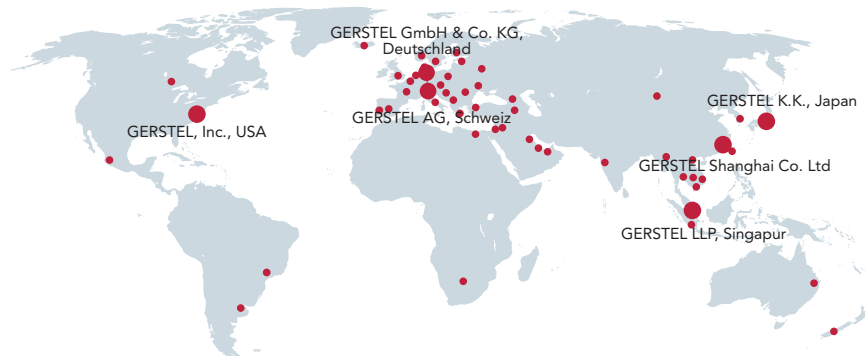 GERSTEL GmbH & Co. KG,
Deutschland
GERSTEL K.K., Japan
GERSTEL AG, Schweiz
GERSTEL, Inc., USA
GERSTEL Shanghai Co. Ltd
GERSTEL LLP, Singapur